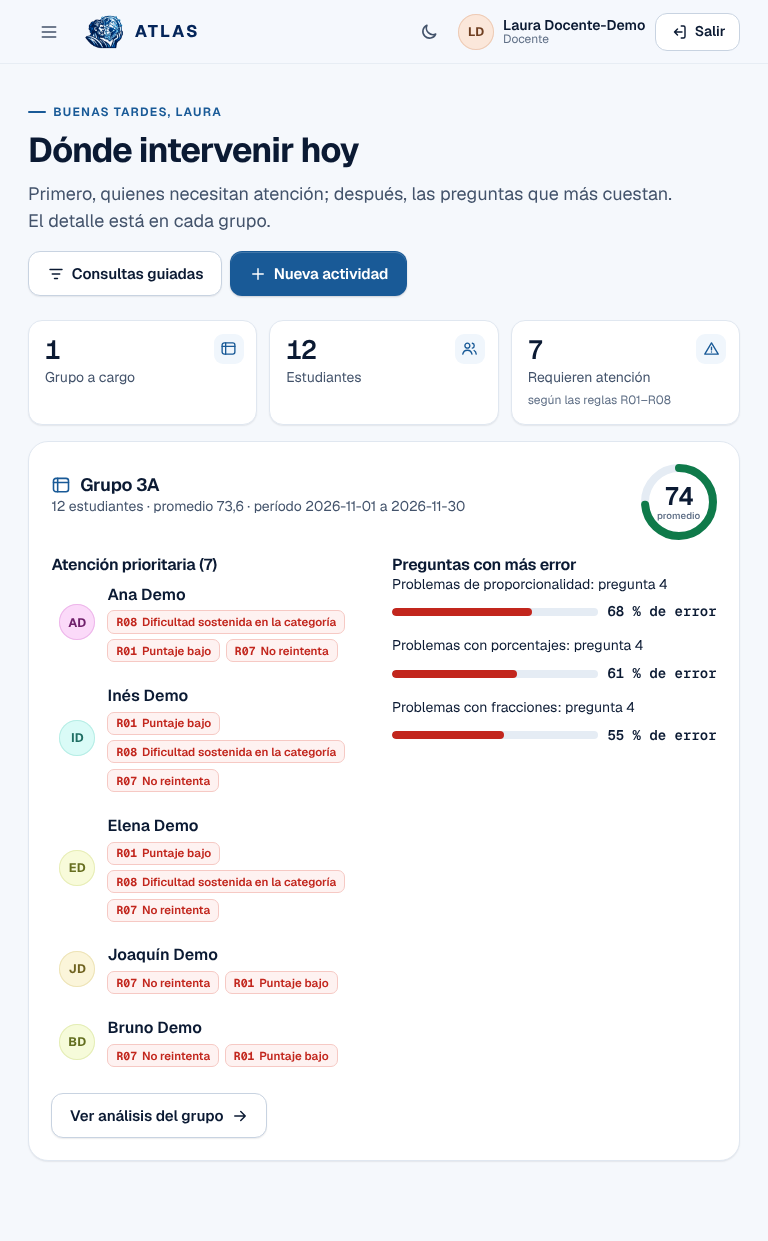 ATLAS
LD
Laura Docente-Demo
Docente
Salir
BUENAS TARDES, LAURA
Dónde intervenir hoy
Primero, quienes necesitan atención; después, las preguntas que más cuestan.
El detalle está en cada grupo.
Consultas guiadas
Nueva actividad
1
Grupo a cargo
12
Estudiantes
7
Requieren atención
según las reglas R01–R08
Grupo 3A
12 estudiantes · promedio 73,6 · período 2026-11-01 a 2026-11-30
74
promedio
Atención prioritaria (7)
AD
Ana Demo
R08 Dificultad sostenida en la categoría
R01 Puntaje bajo R07 No reintenta
ID
Inés Demo
R01 Puntaje bajo
R08 Dificultad sostenida en la categoría
R07 No reintenta
ED
Elena Demo
R01 Puntaje bajo
R08 Dificultad sostenida en la categoría
R07 No reintenta
JD
Joaquín Demo
R07 No reintenta R01 Puntaje bajo
BD
Bruno Demo
R07 No reintenta R01 Puntaje bajo
Preguntas con más error
Problemas de proporcionalidad: pregunta 4
68 % de error
Problemas con porcentajes: pregunta 4
61 % de error
Problemas con fracciones: pregunta 4
55 % de error
Ver análisis del grupo